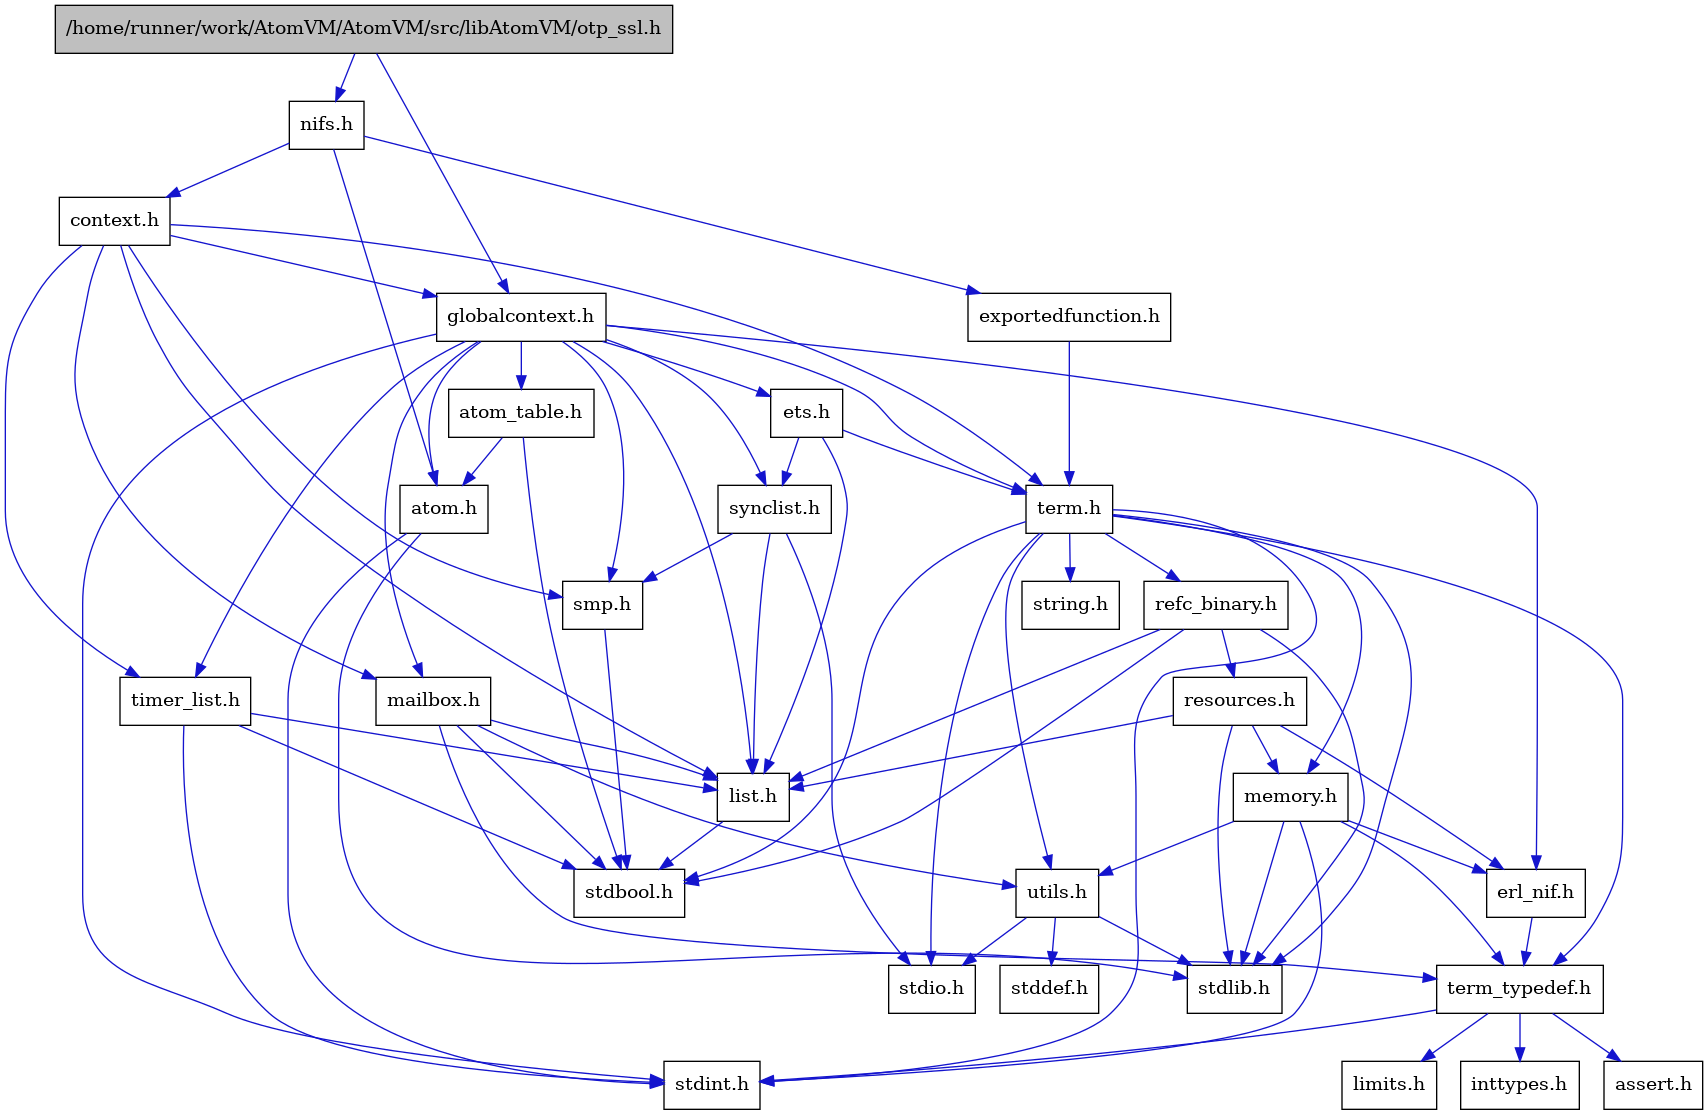 /home/runner/work/AtomVM/AtomVM/src/libAtomVM/otp_ssl.h
nifs.h
context.h
globalcontext.h
exportedfunction.h
atom_table.h
ets.h
atom.h
synclist.h
term.h
smp.h
string.h
refc_binary.h
timer_list.h
mailbox.h
resources.h
list.h
memory.h
stdbool.h
utils.h
erl_nif.h
stdio.h
stddef.h
stdlib.h
term_typedef.h
stdint.h
limits.h
inttypes.h
assert.h